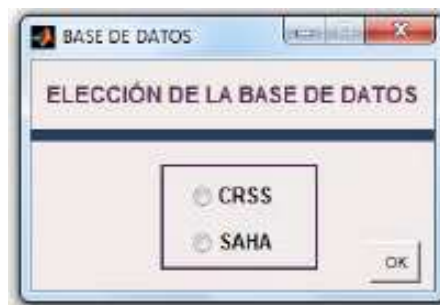 BASE DE DATOS
ELECCIÓN DE LA BASE DE DATOS
CRSS
SAHA
OK